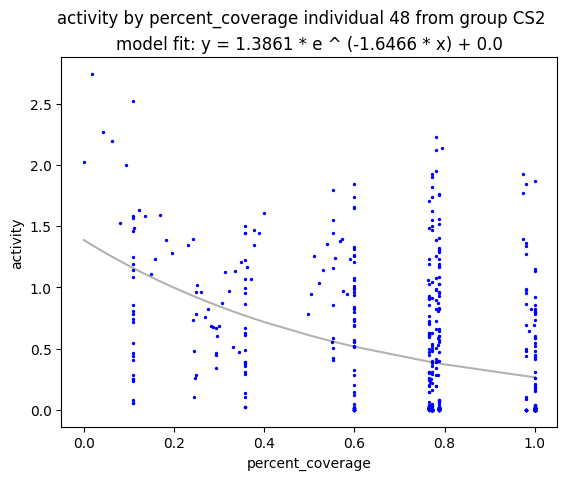 activity by percent_coverage individual 48 from group CS2
model fit: y = 1.3861 * e ^ (-1.6466 * x) + 0.0
2.5
2.0
1.5
1.0
0.5
0.0
activity
0.0 0.2 0.4 0.6 0.8 1.0
percent_coverage